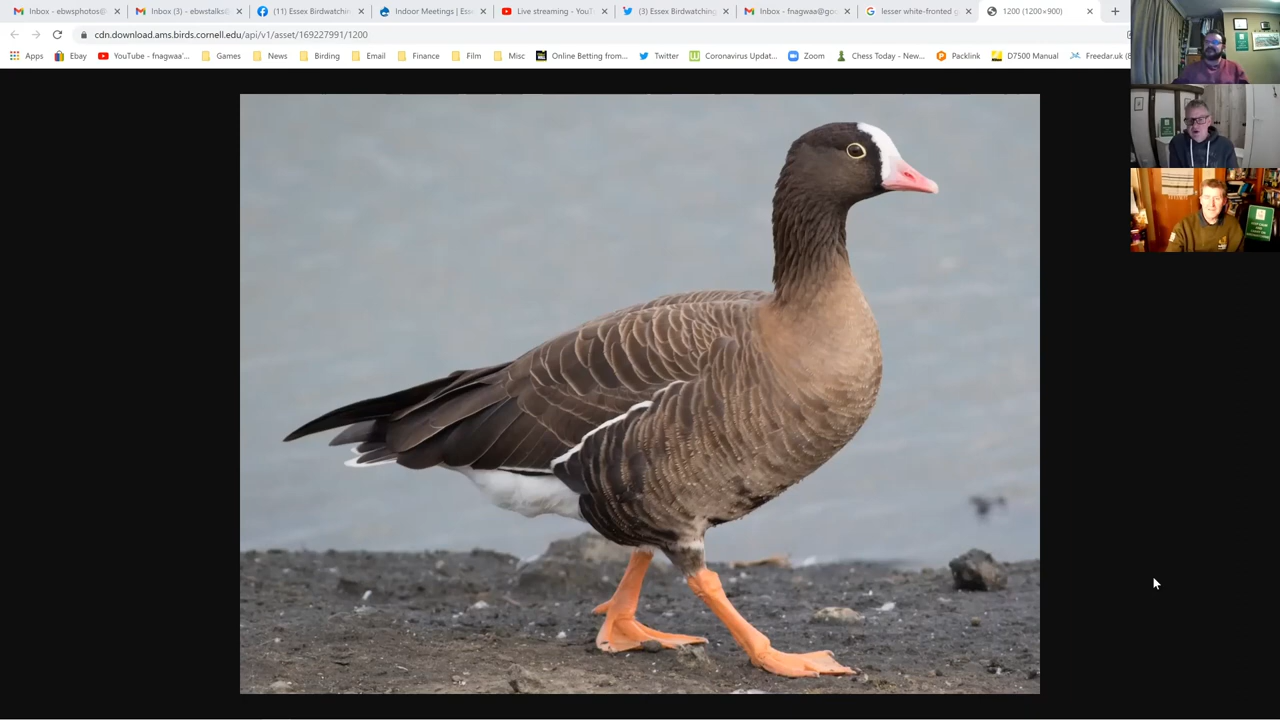 Inbox - ebwsphotos@
Inbox (3) - ebwstalks@
(11) Essex Birdwatchin
Indoor Meetings | Ess
Live streaming - YouT
(3) Essex Birdwatching
Inbox - fnagwaa@goo
lesser white-fronted g
1200 (1200×900)
cdn.download.ams.birds.cornell.edu/api/v1/asset/169227991/1200
Apps
Ebay
YouTube - fnagwaa'...
Games
News
Birding
Email
Finance
Film
Misc
Online Betting from...
Twitter
Coronavirus Updat...
Zoom
Chess Today - New...
Packlink
D7500 Manual
Freedar.uk (B